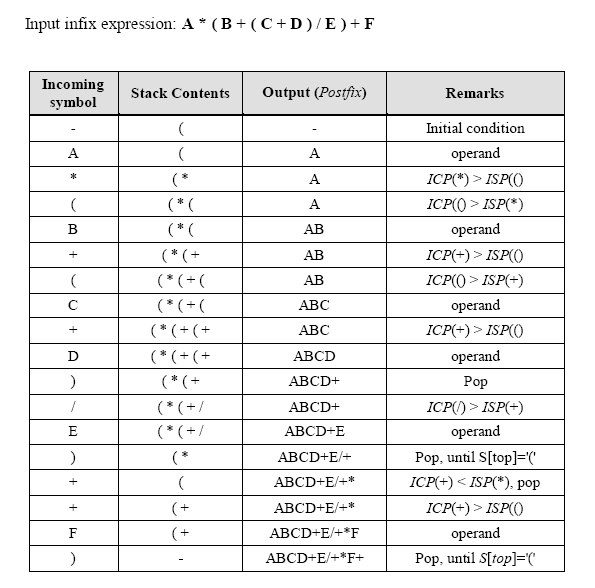 Input infix expression: A * ( B + ( C + D ) / E ) + F
Incoming symbol Stack Contents Output (Postfix) Remarks
- ( - Initial condition
A ( A operand
* ( * A ICP(*) > ISP(()
( ( * ( A ICP(() > ISP(*)
B ( * ( AB operand
+ ( * ( + AB ICP(+) > ISP(()
( ( * ( + ( AB ICP(() > ISP(+)
C ( * ( + ( ABC operand
+ ( * ( + ( + ABC ICP(+) > ISP(()
D ( * ( + ( + ABCD operand
) ( * ( + ABCD+ Pop
/ ( * ( + / ABCD+ ICP(/) > ISP(+)
E ( * ( + / ABCD+E operand
) ( * ABCD+E/+ Pop, until S[top]='('
+ ( ABCD+E/+* ICP(+) < ISP(*), pop
+ ( + ABCD+E/+* ICP(+) > ISP(()
F ( + ABCD+E/+*F operand
) - ABCD+E/+*F+ Pop, until S[top]='('